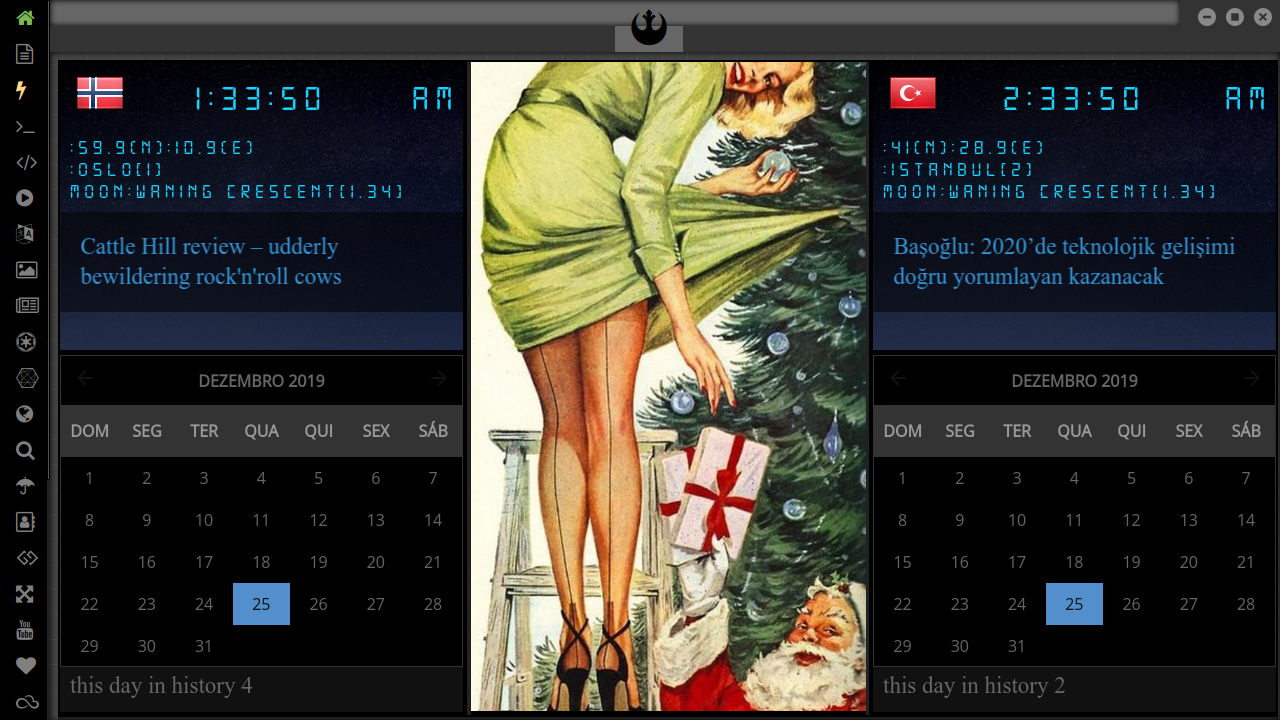 1:33:50 AM
:59.9(N):10.9(E)
:OSLO(1)
MOON:WANING CRESCENT(1.34)
Cattle Hill review – udderly
bewildering rock'n'roll cows
DEZEMBRO 2019
DOM SEG TER QUA QUI SEX SÁB
1 2 3 4 5 6 7
8 9 10 11 12 13 14
15 16 17 18 19 20 21
22 23 24 25 26 27 28
29 30 31
this day in history 4
2:33:50 AM
:41(N):28.9(E)
:ISTANBUL(2)
MOON:WANING CRESCENT(1.34)
Başoğlu: 2020’de teknolojik gelişimi
doğru yorumlayan kazanacak
DEZEMBRO 2019
DOM SEG TER QUA QUI SEX SÁB
1 2 3 4 5 6 7
8 9 10 11 12 13 14
15 16 17 18 19 20 21
22 23 24 25 26 27 28
29 30 31
this day in history 2
You
Tube